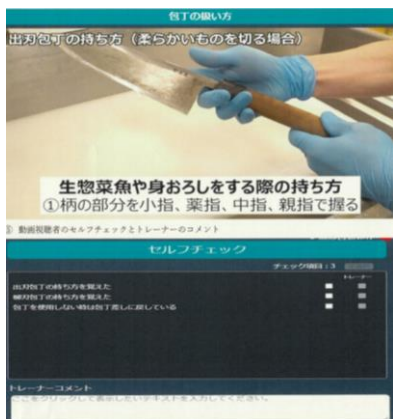 包丁の扱い方
出刃包丁の持ち方（柔らかいものを切る場合）
生惣菜魚や身おろしをする際の持ち方
①柄の部分を小指、薬指、中指、親指で握る
動画視聴者のセルフチェックとトレーナーのコメント
セルフチェック
チェック項目：3
トレーナー
出刃包丁の持ち方を覚えた
柳刃包丁の持ち方を覚えた
包丁を使用しない時は包丁差しに戻している
トレーナーコメント
ここをクリックして表示したいテキストを入力してください。